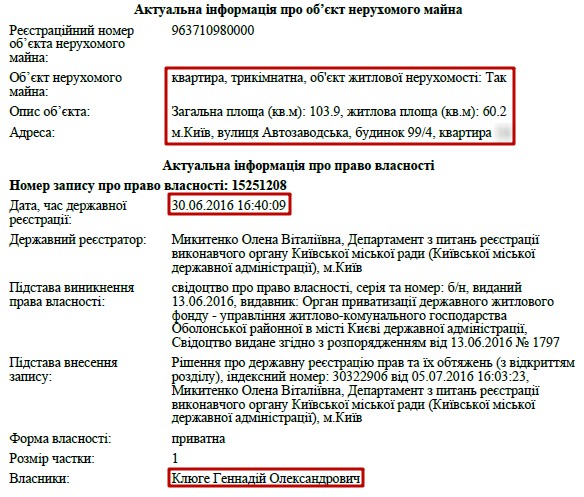 Актуальна інформація про об’єкт нерухомого майна
Реєстраційний номер 963710980000
об’єкта нерухомого
майна:
Об’єкт нерухомого квартира, трикімнатна, об'єкт житлової нерухомості: Так
майна:
Опис об’єкта: Загальна площа (кв.м): 103.9, житлова площа (кв.м): 60.2
Адреса: м.Київ, вулиця Автозаводська, будинок 99/4, квартира
Актуальна інформація про право власності
Номер запису про право власності: 15251208
Дата, час державної 30.06.2016 16:40:09
реєстрації:
Державний реєстратор: Микитенко Олена Віталіївна, Департамент з питань реєстрації
виконавчого органу Київської міської ради (Київської міської
державної адміністрації), м.Київ
Підстава виникнення свідоцтво про право власності, серія та номер: б/н, виданий
права власності: 13.06.2016, видавник: Орган приватизації державного житлового
фонду - управління житлово-комунального господарства
Оболонської районної в місті Києві державної адміністрації,
Свідоцтво видане згідно з розпорядженням від 13.06.2016 № 1797
Підстава внесення Рішення про державну реєстрацію прав та їх обтяжень (з відкриттям
запису: розділу), індексний номер: 30322906 від 05.07.2016 16:03:23,
Микитенко Олена Віталіївна, Департамент з питань реєстрації
виконавчого органу Київської міської ради (Київської міської
державної адміністрації), м.Київ
Форма власності: приватна
Розмір частки: 1
Власники: Клюге Геннадій Олександрович